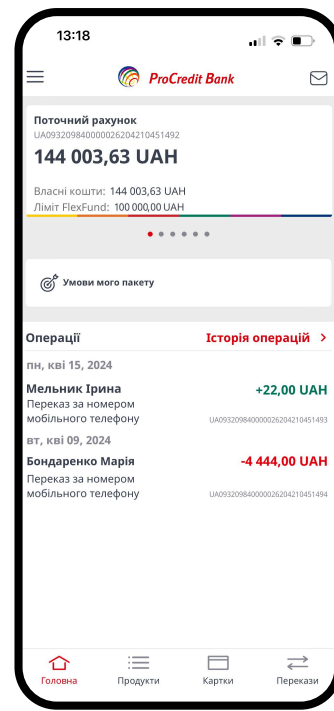 13:18
ProCredit Bank
Поточний рахунок
UA093209840000026204210451492
144 003,63 UAH
Власні кошти: 144 003,63 UAH
Ліміт FlexFund: 100 000,00 UAH
Умови мого пакету
Операції Історія операцій >
пн, кві 15, 2024
Мельник Ірина +22,00 UAH
Переказ за номером
мобільного телефону UA093209840000026204210451493
вт, кві 09, 2024
Бондаренко Марія -4 444,00 UAH
Переказ за номером
мобільного телефону UA093209840000026204210451494
Головна Продукти Картки Перекази